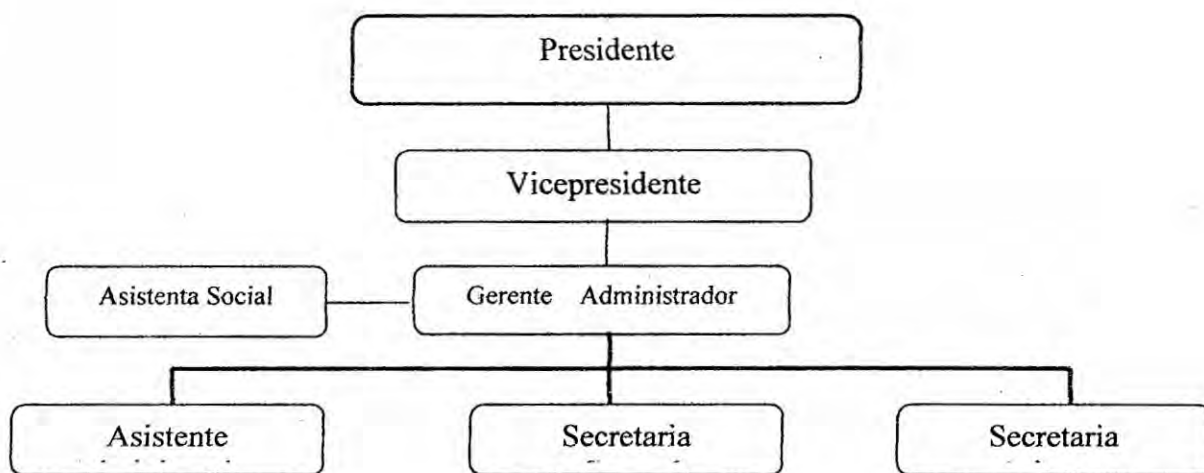 Presidente
Vicepresidente
Asistenta Social
Gerente Administrador
Asistente
Secretaria
Secretaria